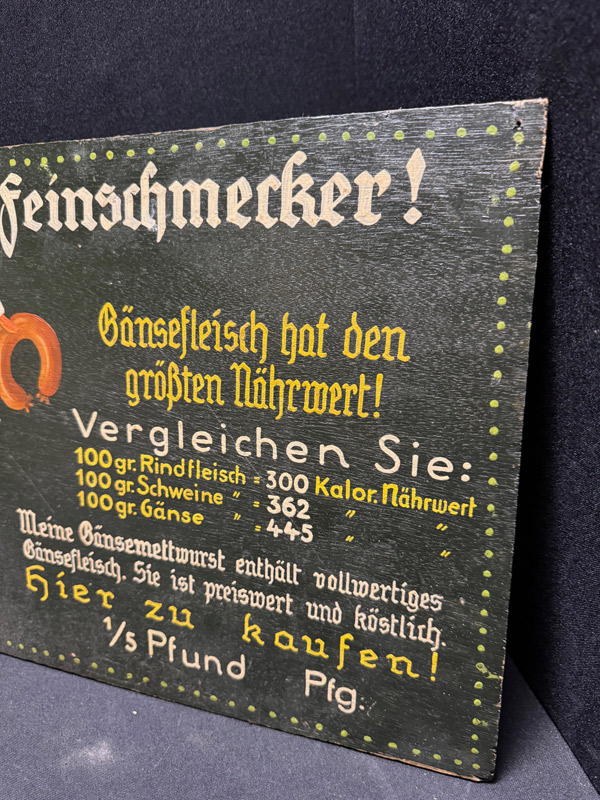 Feinschmecker!
Gänsefleisch hat den
größten Nährwert!
Vergleichen Sie:
100 gr. Rindfleisch = 300 Kalor. Nährwert
100 gr. Schweine " = 362 " "
100 gr. Gänse " = 445 " "
Meine Gänsemettwurst enthält vollwertiges
Gänsefleisch. Sie ist preiswert und köstlich.
Hier zu kaufen!
1/5 Pfund Pfg.